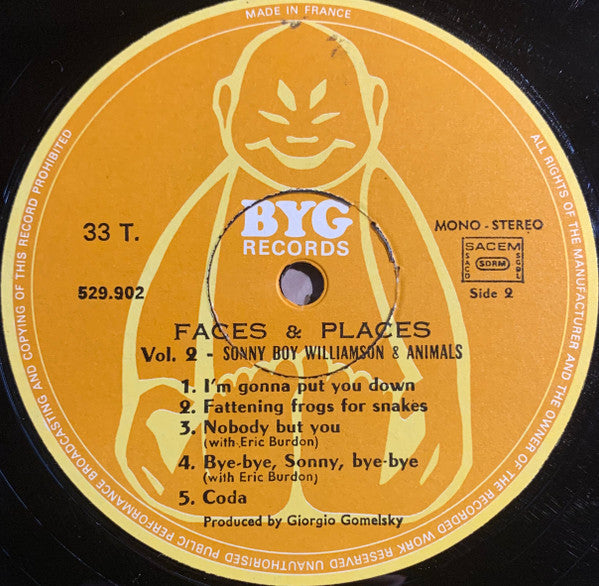 MADE IN FRANCE
ALL RIGHTS OF THE MANUFACTURER AND THE OWNER OF THE RECORDED WORK RESERVED UNAUTHORISED PUBLIC PERFORMANCE BROADCASTING AND COPYING OF THIS RECORD PROHIBITED
BYG
RECORDS
33 T.
529.902
MONO - STEREO
SACEM
SACD
SDRM
SGDL
Side 2
FACES & PLACES
Vol. 2 - SONNY BOY WILLIAMSON & ANIMALS
1. I'm gonna put you down
2. Fattening frogs for snakes
3. Nobody but you
(with Eric Burdon)
4. Bye-bye, Sonny, bye-bye
(with Eric Burdon)
5. Coda
Produced by Giorgio Gomelsky